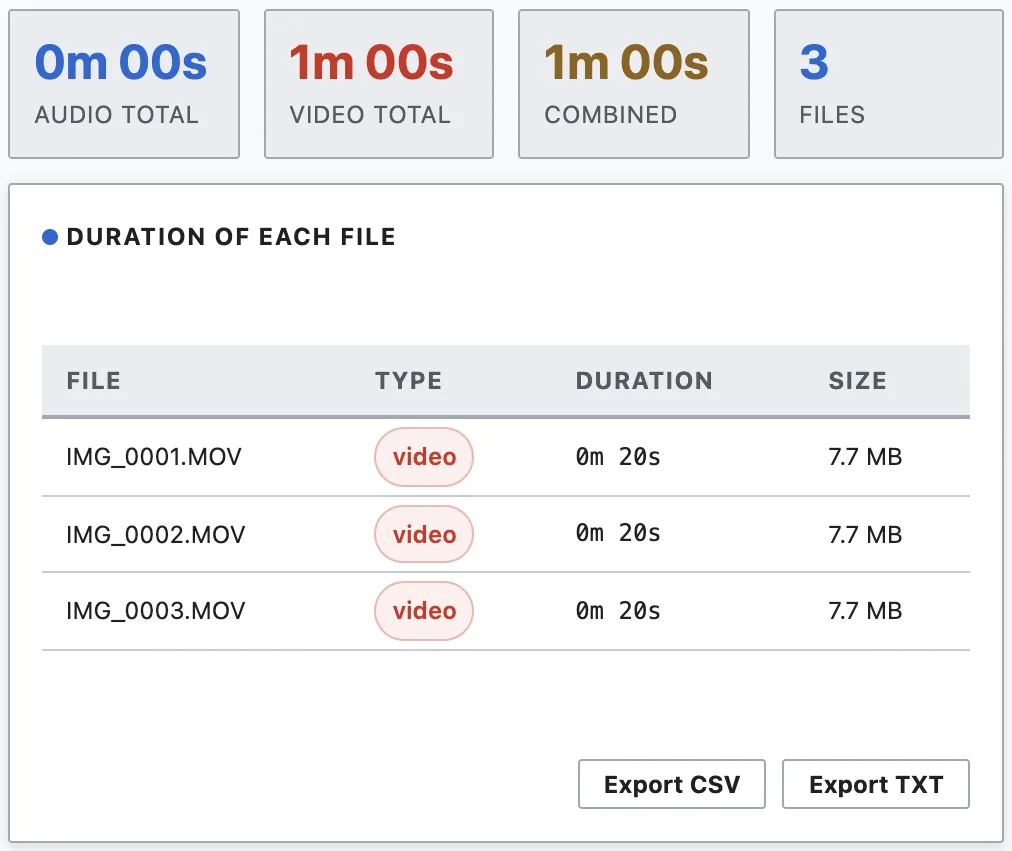 0m 00s 1m 00s 1m 00s 3
AUDIO TOTAL VIDEO TOTAL COMBINED FILES
DURATION OF EACH FILE
FILE TYPE DURATION SIZE
IMG_0001.MOV video 0m 20s 7.7 MB
IMG_0002.MOV video 0m 20s 7.7 MB
IMG_0003.MOV video 0m 20s 7.7 MB
Export CSV Export TXT